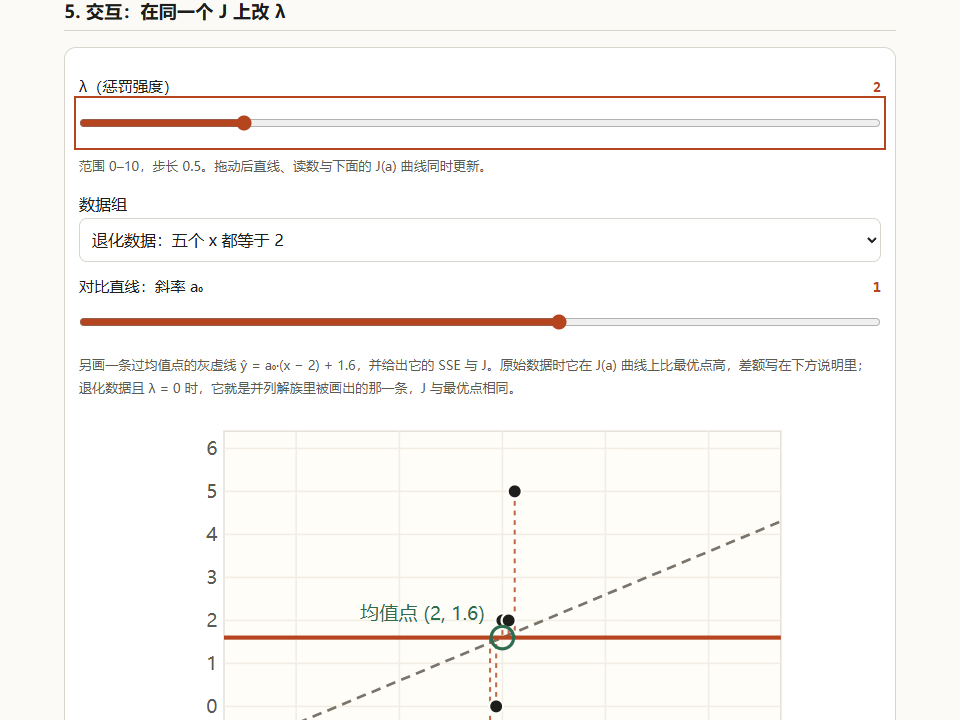 5. 交互：在同一个 J 上改 λ
λ（惩罚强度） 2
范围 0–10，步长 0.5。拖动后直线、读数与下面的 J(a) 曲线同时更新。
数据组
退化数据：五个 x 都等于 2
对比直线：斜率 a₀ 1
另画一条过均值点的灰虚线 ŷ = a₀·(x − 2) + 1.6，并给出它的 SSE 与 J。原始数据时它在 J(a) 曲线上比最优点高，差额写在下方说明里；
退化数据且 λ = 0 时，它就是并列解族里被画出的那一条，J 与最优点相同。
6
5
4
3
均值点 (2, 1.6)
2
1
0